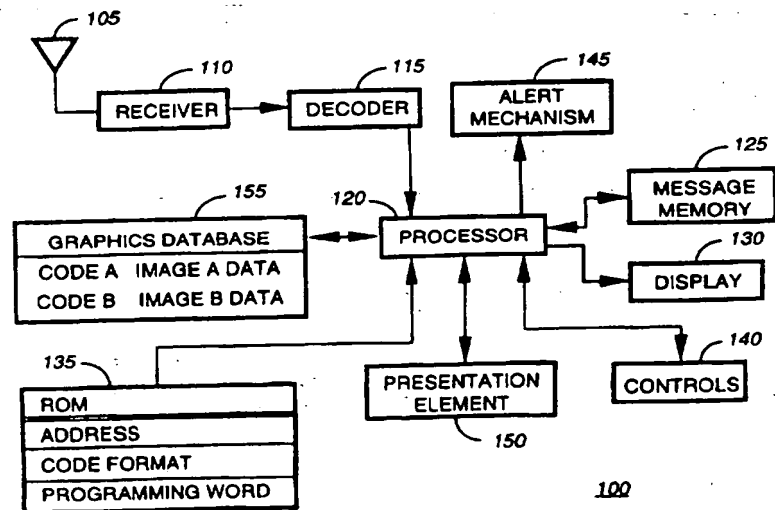 105
110
RECEIVER
115
DECODER
145
ALERT
MECHANISM
125
MESSAGE
MEMORY
155
GRAPHICS DATABASE
CODE A IMAGE A DATA
CODE B IMAGE B DATA
120
PROCESSOR
130
DISPLAY
135
ROM
ADDRESS
CODE FORMAT
PROGRAMMING WORD
PRESENTATION
ELEMENT
150
140
CONTROLS
100